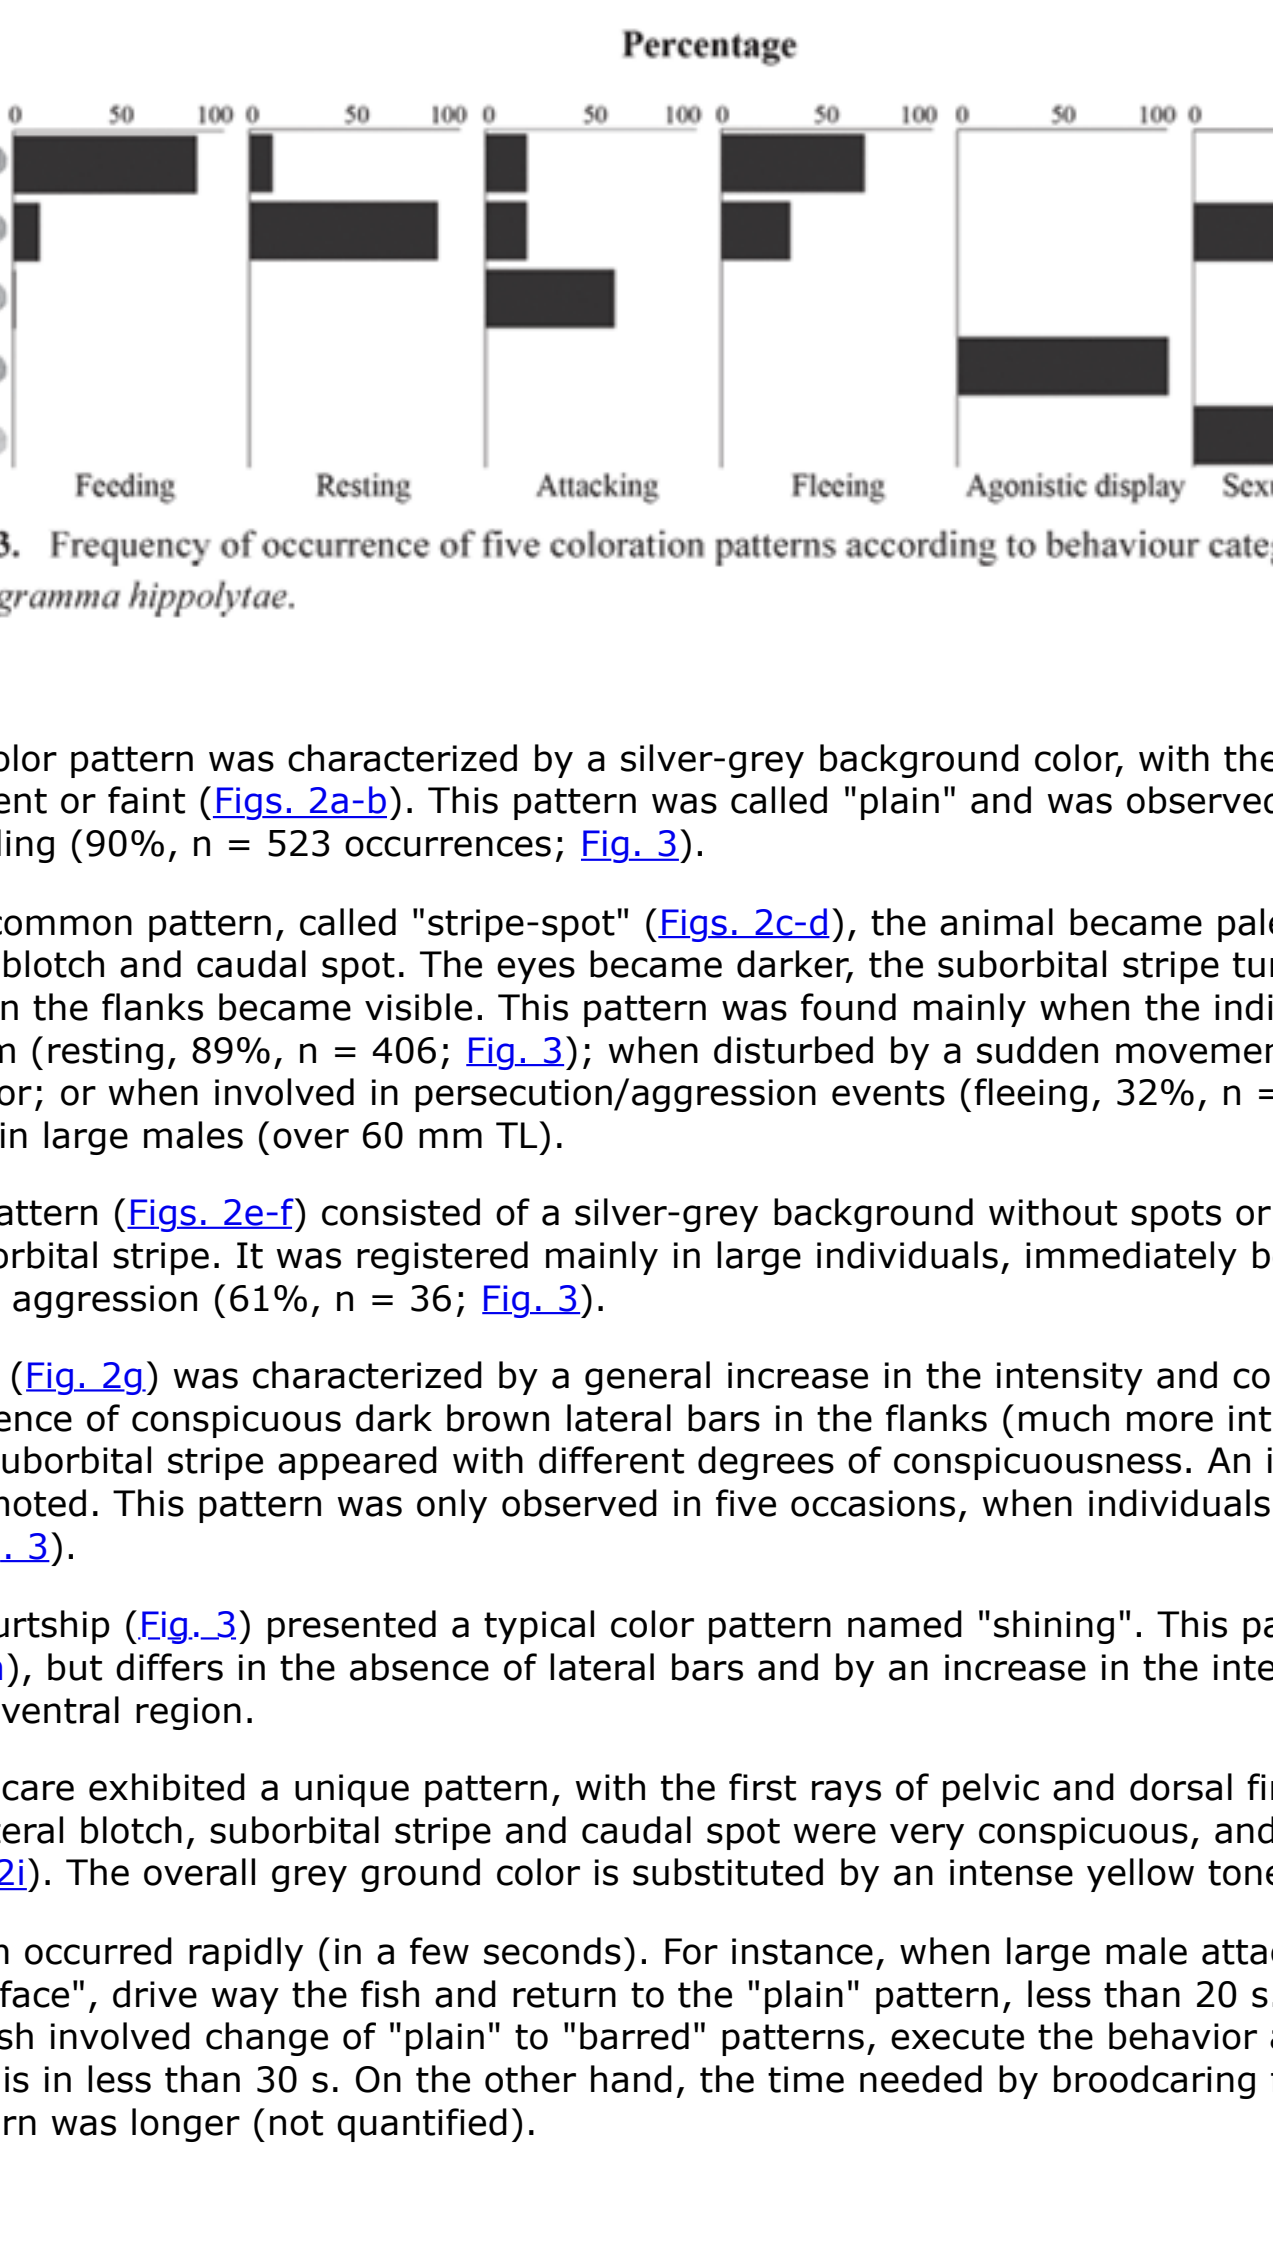 Percentage
0 50 100 0 50 100 0 50 100 0 50 100 0 50 100 0
Feeding Resting Attacking Fleeing Agonistic display Sexu
3. Frequency of occurrence of five coloration patterns according to behaviour categ
gramma hippolytae.
olor pattern was characterized by a silver-grey background color, with the
ent or faint (Figs. 2a-b). This pattern was called "plain" and was observed
ling (90%, n = 523 occurrences; Fig. 3).
common pattern, called "stripe-spot" (Figs. 2c-d), the animal became pale
blotch and caudal spot. The eyes became darker, the suborbital stripe tur
n the flanks became visible. This pattern was found mainly when the indi
m (resting, 89%, n = 406; Fig. 3); when disturbed by a sudden movemen
or; or when involved in persecution/aggression events (fleeing, 32%, n =
in large males (over 60 mm TL).
attern (Figs. 2e-f) consisted of a silver-grey background without spots or
orbital stripe. It was registered mainly in large individuals, immediately b
aggression (61%, n = 36; Fig. 3).
(Fig. 2g) was characterized by a general increase in the intensity and co
ence of conspicuous dark brown lateral bars in the flanks (much more int
suborbital stripe appeared with different degrees of conspicuousness. An i
noted. This pattern was only observed in five occasions, when individuals
. 3).
urtship (Fig. 3) presented a typical color pattern named "shining". This pa
), but differs in the absence of lateral bars and by an increase in the inte
ventral region.
care exhibited a unique pattern, with the first rays of pelvic and dorsal fin
teral blotch, suborbital stripe and caudal spot were very conspicuous, and
2i). The overall grey ground color is substituted by an intense yellow tone
n occurred rapidly (in a few seconds). For instance, when large male atta
face", drive way the fish and return to the "plain" pattern, less than 20 s.
sh involved change of "plain" to "barred" patterns, execute the behavior a
is in less than 30 s. On the other hand, the time needed by broodcaring f
rn was longer (not quantified).